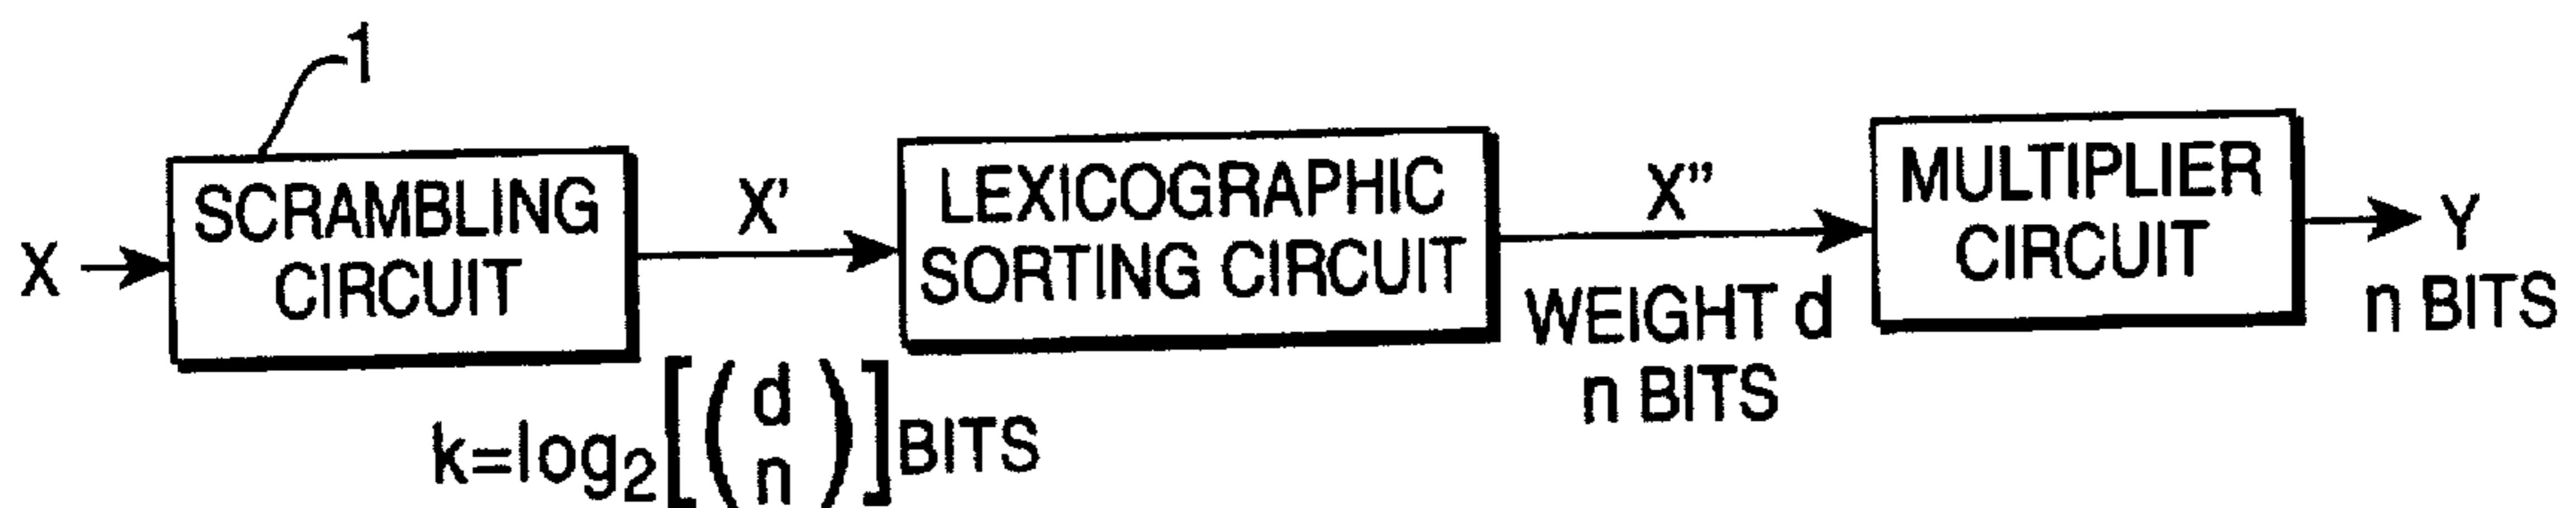 1
X
SCRAMBLING
CIRCUIT
X'
k=log₂[(d n)]BITS
LEXICOGRAPHIC
SORTING CIRCUIT
X"
WEIGHT d
n BITS
MULTIPLIER
CIRCUIT
Y
n BITS